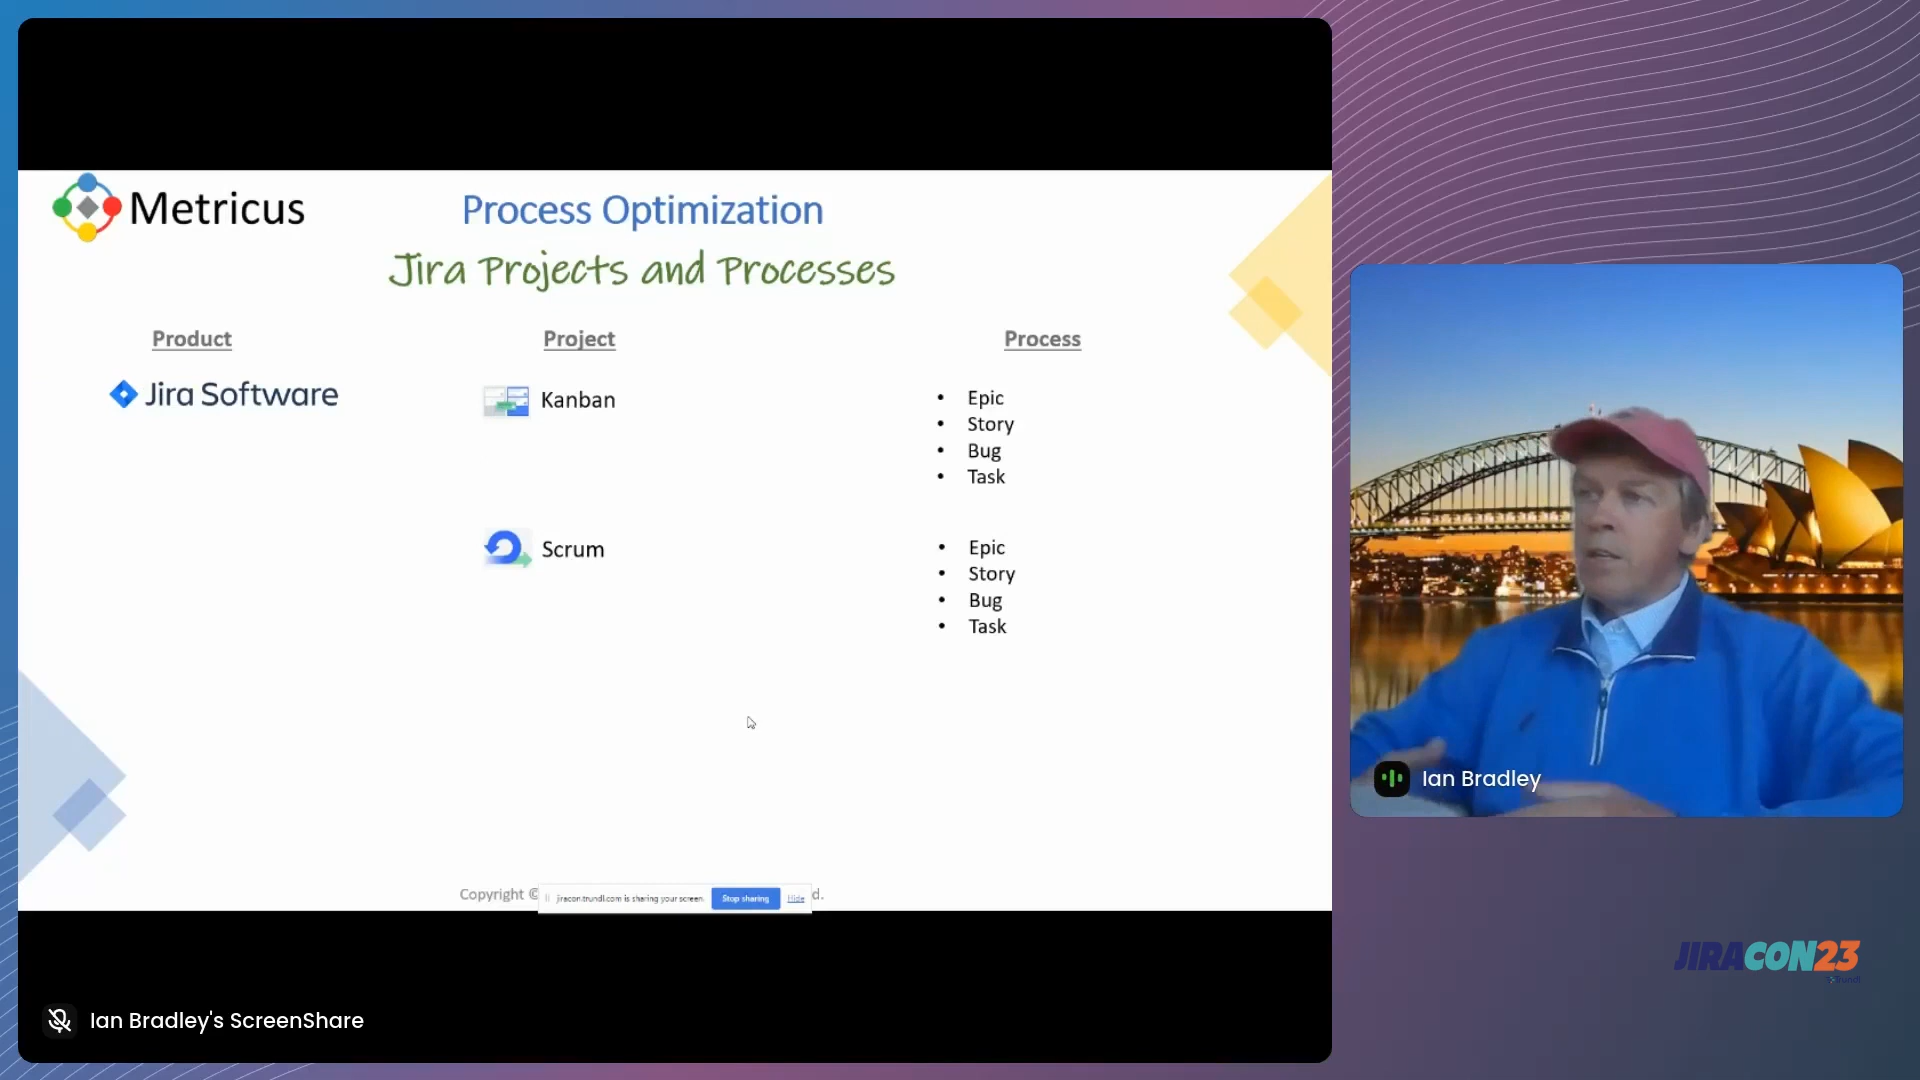 Metricus
Process Optimization
Jira Projects and Processes
Product
Project
Process
Jira Software
Kanban
• Epic
• Story
• Bug
• Task
Scrum
• Epic
• Story
• Bug
• Task
Copyright ©
jiracon.trundl.com is sharing your screen.
Stop sharing
Hide
d.
Ian Bradley
JIRACON23
Ian Bradley's ScreenShare